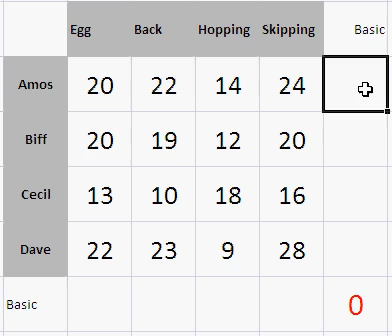 Egg Back Hopping Skipping Basic
Amos 20 22 14 24
Biff 20 19 12 20
Cecil 13 10 18 16
Dave 22 23 9 28
Basic 0